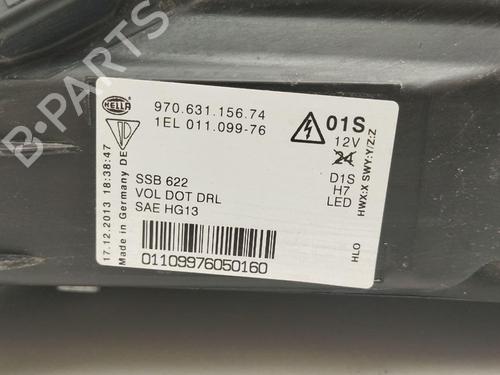 HELLA
970.631.156.74
1EL 011.099-76
01S
12V
24
D1S
H7
LED
HWX:X SWY:Y/Z:Z
SSB 622
VOL DOT DRL
SAE HG13
17.12.2013 18:38:47
Made in Germany DE
HLO
01109976050160
B-PARTS